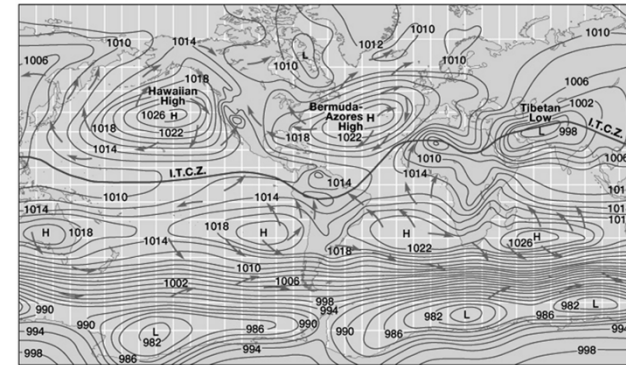 1010
1014
1012
1010
1010
1010
1006
L
1010
1018
1006
Hawaiian
High
1026 H
1022
1018
1014
Bermuda-
Azores H
High
1022
1018
Tibetan
Low
L
998
1002
I.T.C.Z.
1006
1010
I.T.C.Z.
1014
1014
1010
1014
1014
H
1018
1014
1018
H
1018
H
1022
H
1026
1010
1002
1006
998
994
990
990
994
998
L
982
986
986
994
990
990
986
982
L
982
L
986
994
998